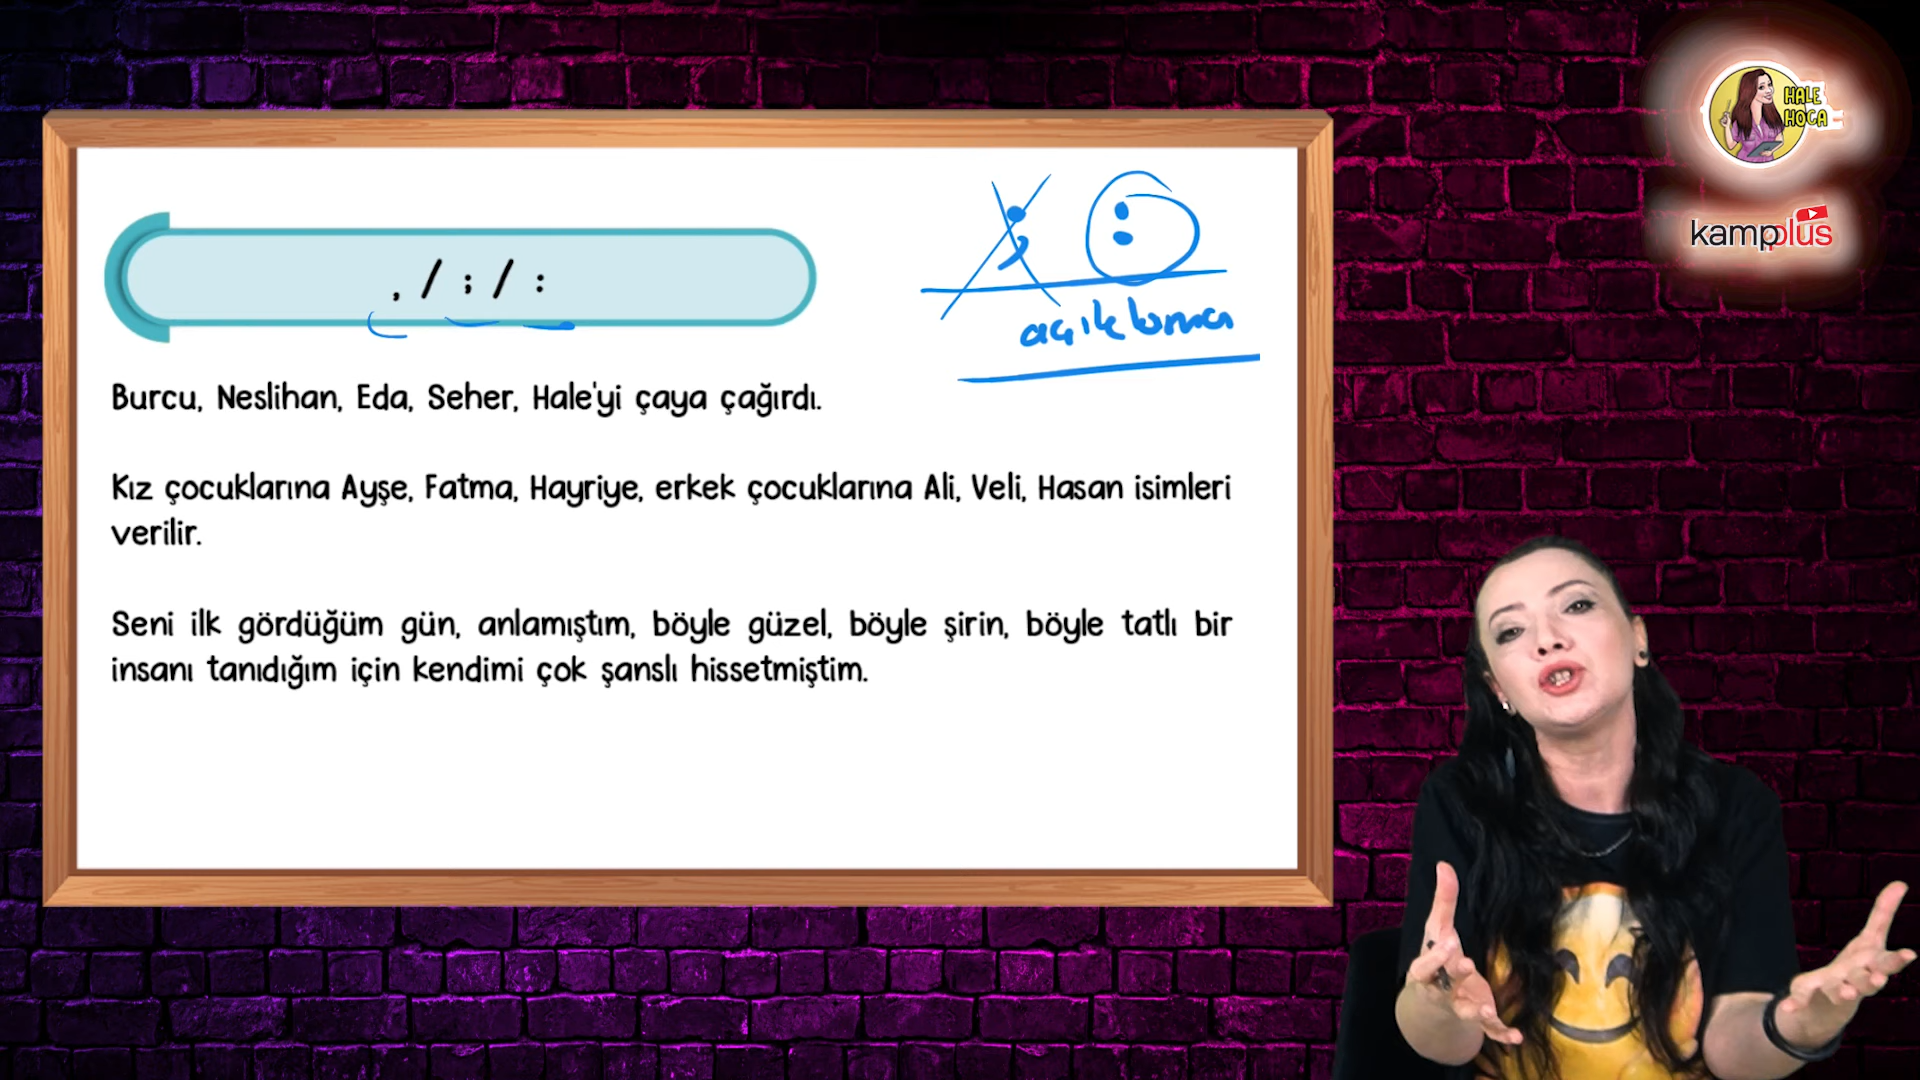 HALE
HOCA
kampplus
, / ; / :
; :
açıklama
Burcu, Neslihan, Eda, Seher, Hale'yi çaya çağırdı.
Kız çocuklarına Ayşe, Fatma, Hayriye, erkek çocuklarına Ali, Veli, Hasan isimleri
verilir.
Seni ilk gördüğüm gün, anlamıştım, böyle güzel, böyle şirin, böyle tatlı bir
insanı tanıdığım için kendimi çok şanslı hissetmiştim.